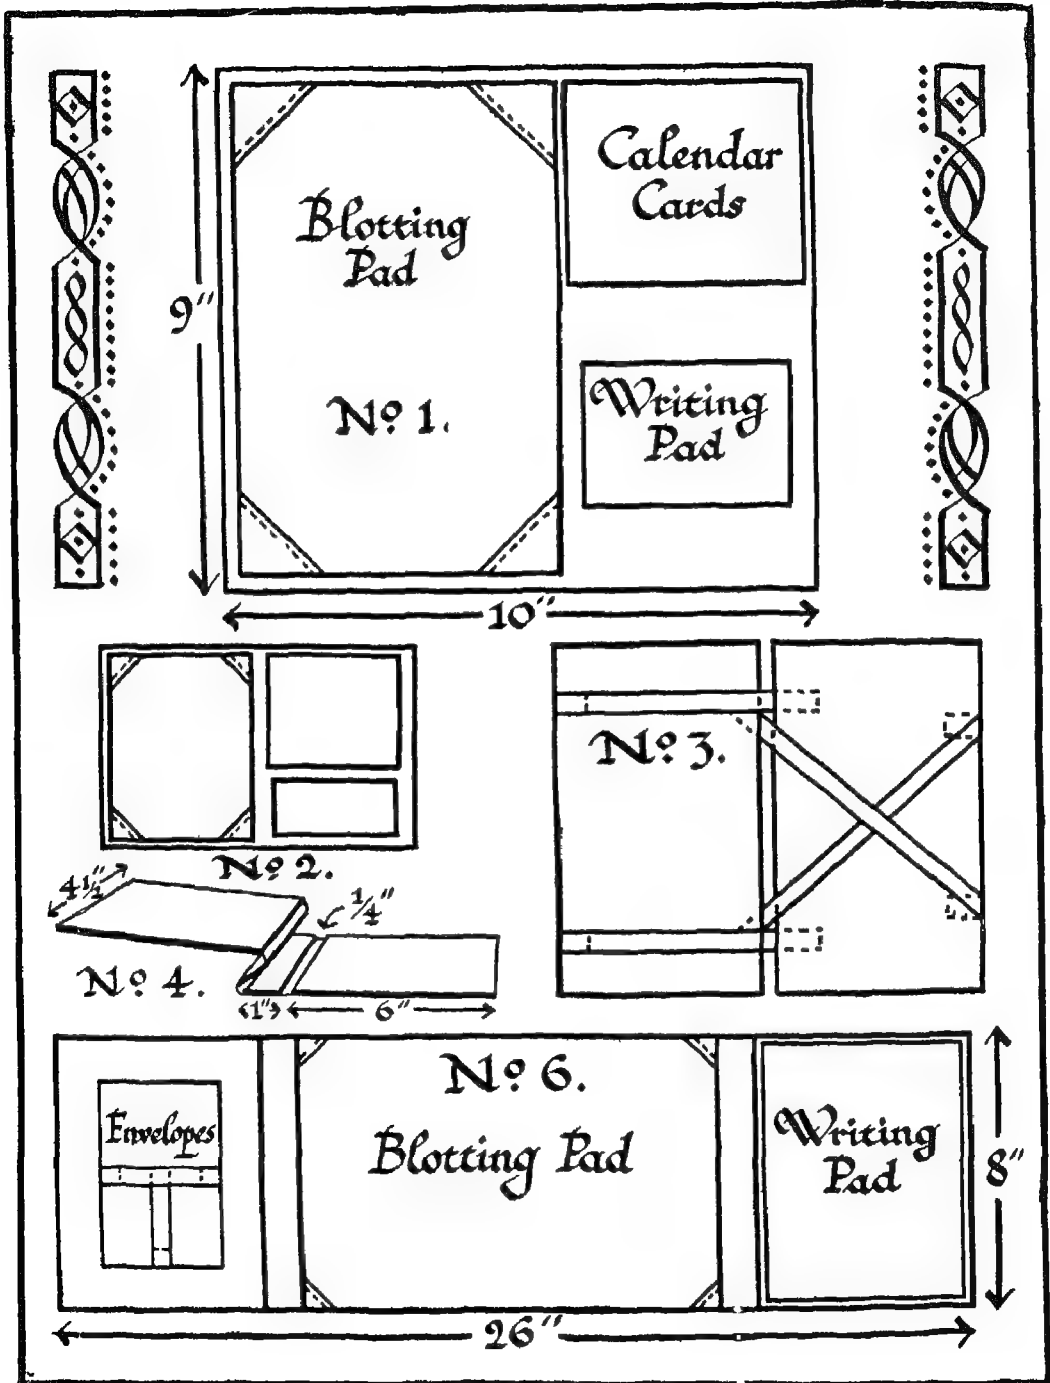 Calendar
Cards
Blotting
Pad
9"
Nº 1.
Writing
Pad
10"
Nº 3.
Nº 2.
4½"
¼"
Nº 4.
1"
6"
Nº 6.
Envelopes
Blotting Pad
Writing
Pad
8"
26"